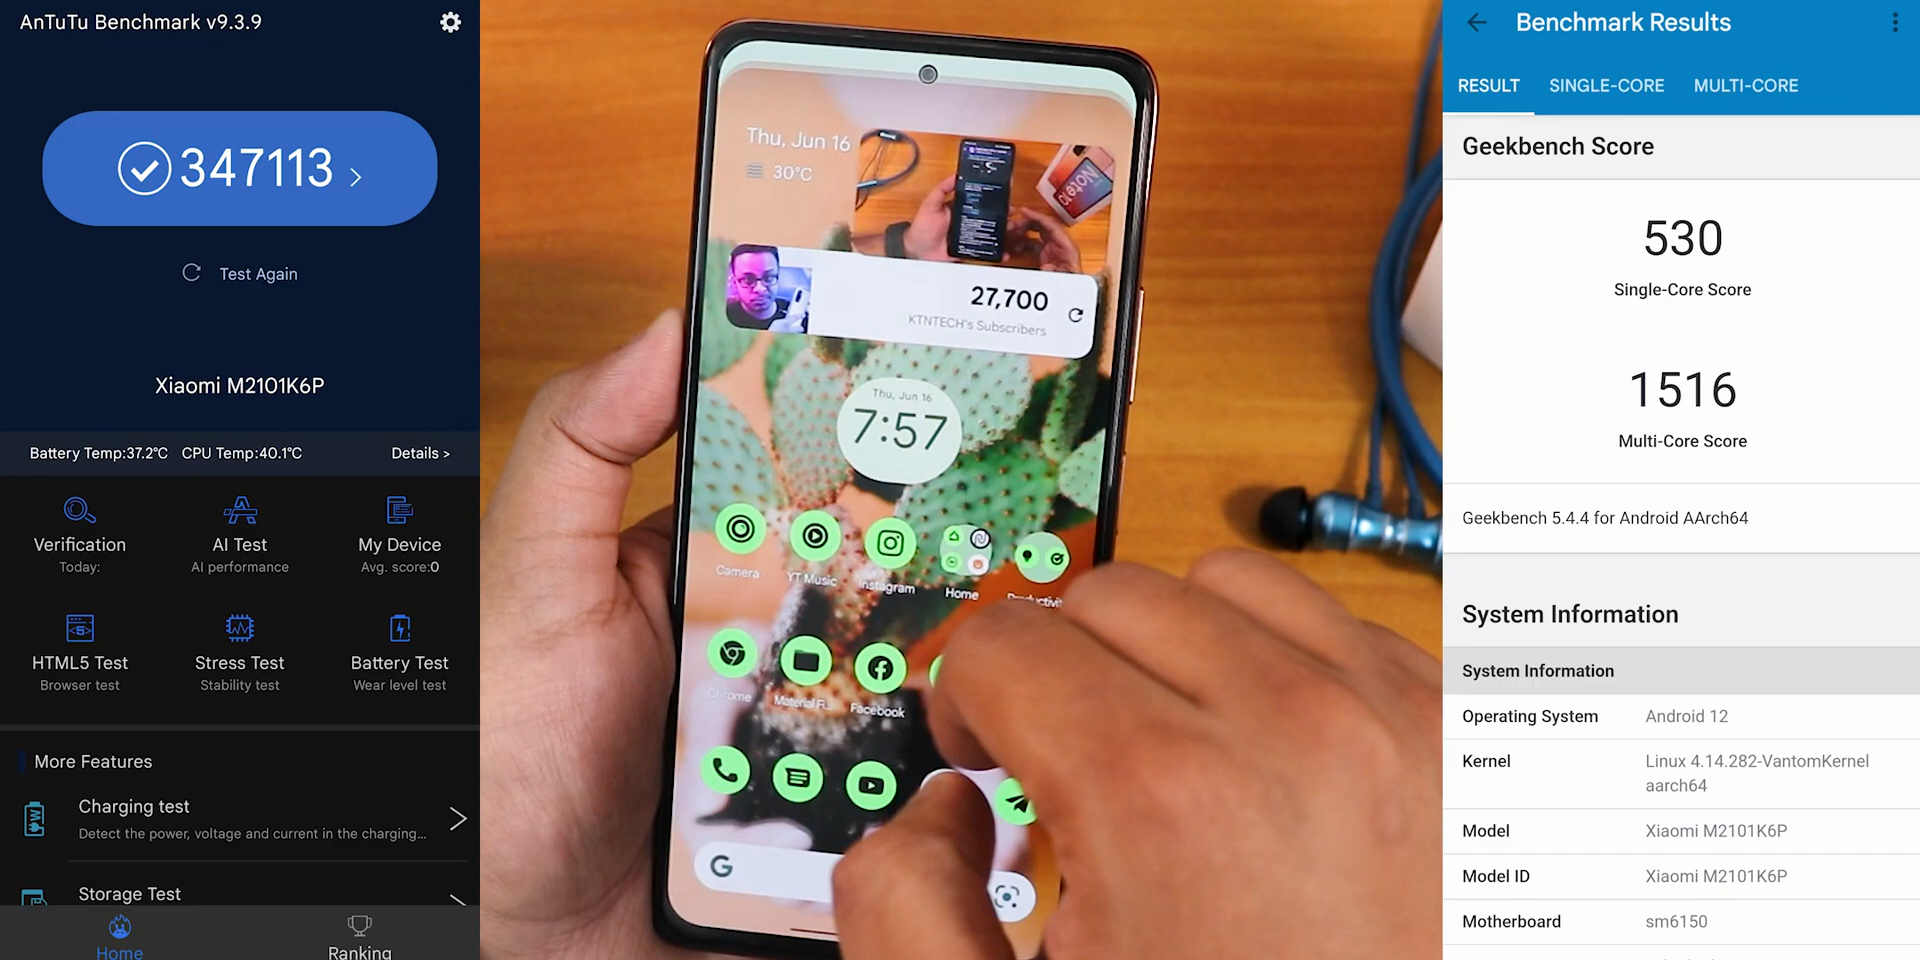 AnTuTu Benchmark v9.3.9
347113 >
Test Again
Xiaomi M2101K6P
Battery Temp:37.2℃ CPU Temp:40.1℃ Details >
Verification
Today:
AI Test
AI performance
My Device
Avg. score:0
HTML5 Test
Browser test
Stress Test
Stability test
Battery Test
Wear level test
More Features
Charging test
Detect the power, voltage and current in the charging...
Storage Test
Home
Ranking
Thu, Jun 16
30°C
Note10
27,700
KTNTECH's Subscribers
Thu, Jun 16
7:57
Camera
YT Music
Instagram
Home
Productivit
Chrome
Material Fi...
Facebook
G
Benchmark Results
RESULT SINGLE-CORE MULTI-CORE
Geekbench Score
530
Single-Core Score
1516
Multi-Core Score
Geekbench 5.4.4 for Android AArch64
System Information
System Information
Operating System Android 12
Kernel Linux 4.14.282-VantomKernel
aarch64
Model Xiaomi M2101K6P
Model ID Xiaomi M2101K6P
Motherboard sm6150